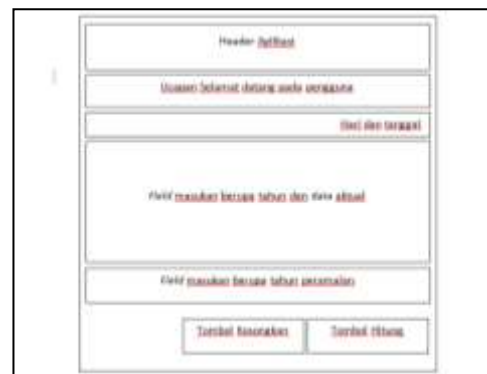 Header Aplikasi
Ucapan Selamat datang pada pengguna
Hari dan tanggal
Field masukan berupa tahun dan data aktual
Field masukan berupa tahun peramalan
Tombol Kosongkan Tombol Hitung